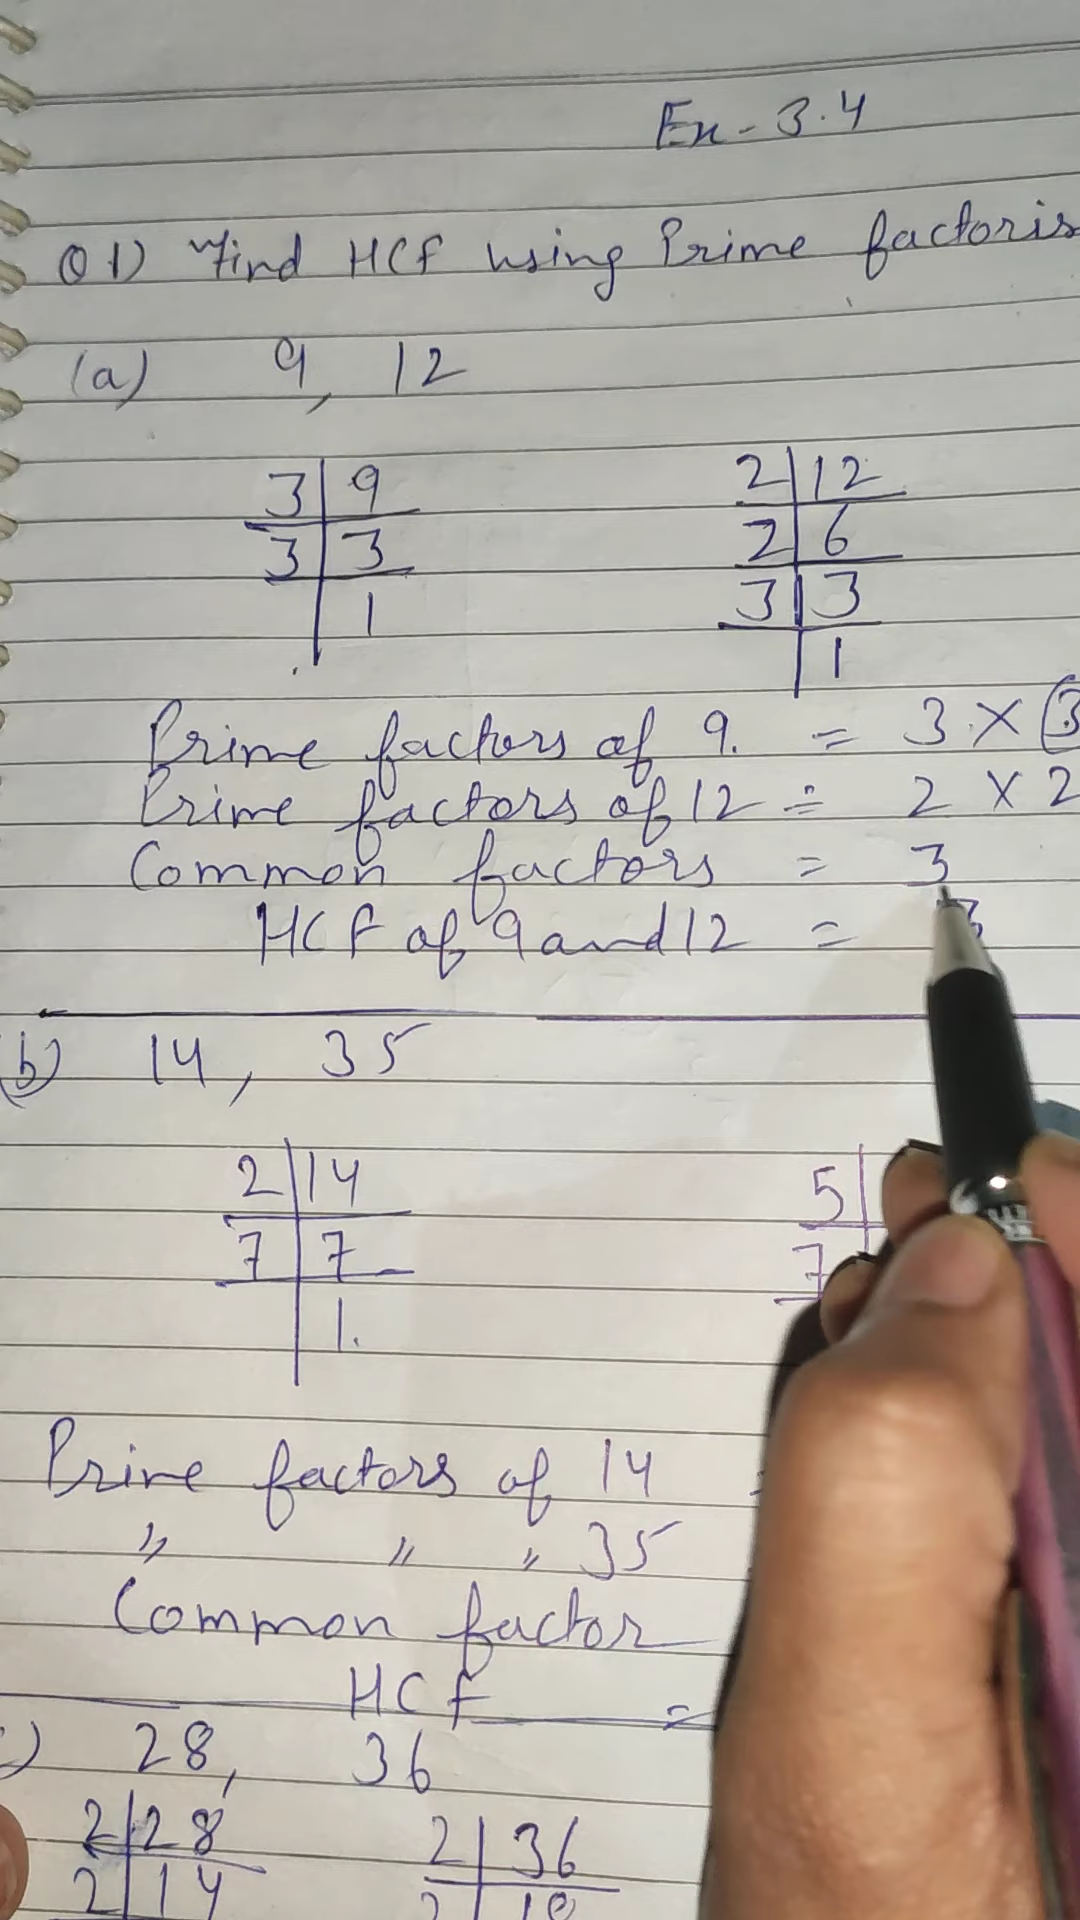 Ex - 3.4
Q1) Find HCF using Prime factoris
(a) 9, 12
3 | 9 2 | 12
3 | 3 2 | 6
| 1 3 | 3
| 1
Prime factors of 9. = 3 × 3
Prime factors of 12 = 2 × 2
Common factors = 3
HCF of 9 and 12 = 3
(b) 14, 35
2 | 14 5 |
7 | 7 7
| 1.
Prime factors of 14 =
" " " 35
Common factor
HCF =
) 28, 36
2 | 28 2 | 36
2 | 14 2 | 18